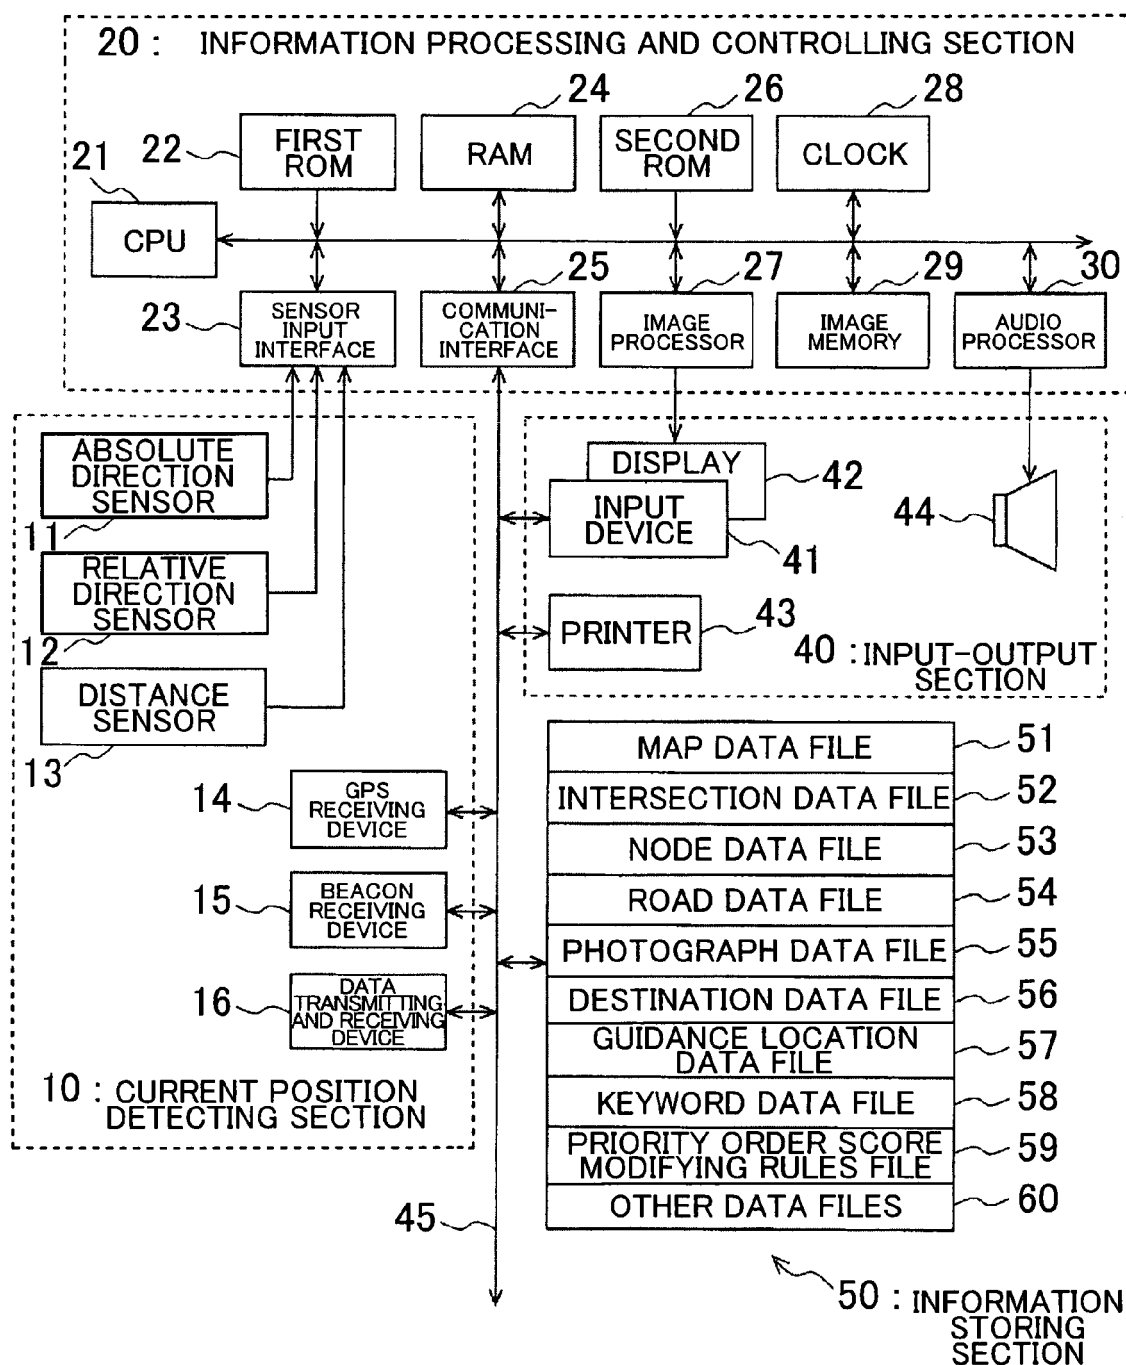 20 : INFORMATION PROCESSING AND CONTROLLING SECTION
24
26
28
22
FIRST
ROM
RAM
SECOND
ROM
CLOCK
21
CPU
23
25
27
29
30
SENSOR
INPUT
INTERFACE
COMMUNI-
CATION
INTERFACE
IMAGE
PROCESSOR
IMAGE
MEMORY
AUDIO
PROCESSOR
ABSOLUTE
DIRECTION
SENSOR
11
RELATIVE
DIRECTION
SENSOR
12
DISTANCE
SENSOR
13
DISPLAY
42
INPUT
DEVICE
41
44
PRINTER
43
40 : INPUT-OUTPUT
SECTION
14
GPS
RECEIVING
DEVICE
15
BEACON
RECEIVING
DEVICE
16
DATA
TRANSMITTING
AND RECEIVING
DEVICE
10 : CURRENT POSITION
DETECTING SECTION
MAP DATA FILE
51
INTERSECTION DATA FILE
52
NODE DATA FILE
53
ROAD DATA FILE
54
PHOTOGRAPH DATA FILE
55
DESTINATION DATA FILE
56
GUIDANCE LOCATION
DATA FILE
57
KEYWORD DATA FILE
58
PRIORITY ORDER SCORE
MODIFYING RULES FILE
59
OTHER DATA FILES
60
45
50 : INFORMATION
STORING
SECTION